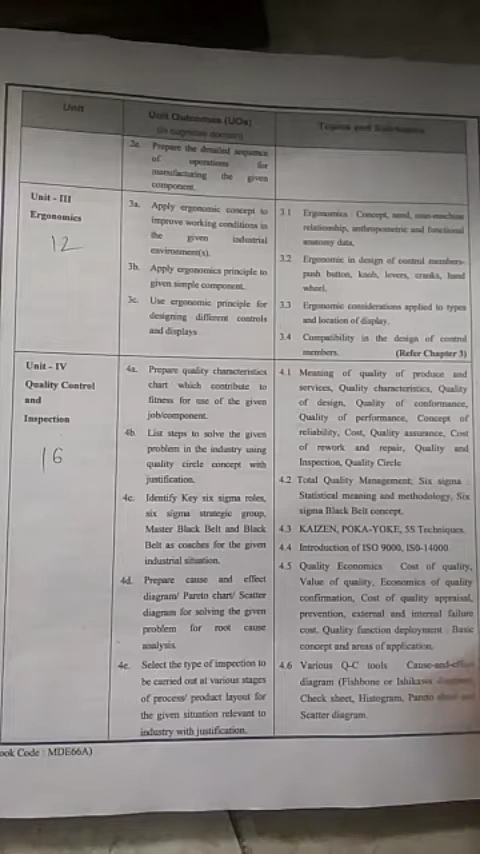 Unit
Unit Outcomes (UOs)
(in cognitive domain)
Topics and Subtopics
3e. Prepare the detailed sequence
of operations for
manufacturing the given
component.
Unit - III
Ergonomics
12
3a. Apply ergonomic concept to
improve working conditions in
the given industrial
environment(s).
3b. Apply ergonomics principle to
given simple component.
3c. Use ergonomic principle for
designing different controls
and displays
3.1 Ergonomics : Concept, need, man-machine
relationship, anthropometric and functional
anatomy data,
3.2 Ergonomic in design of control members-
push button, knob, levers, cranks, hand
wheel.
3.3 Ergonomic considerations applied to types
and location of display.
3.4 Compatibility in the design of control
members. (Refer Chapter 3)
Unit - IV
Quality Control
and
Inspection
16
4a. Prepare quality characteristics
chart which contribute to
fitness for use of the given
job/component.
4b. List steps to solve the given
problem in the industry using
quality circle concept with
justification.
4c. Identify Key six sigma roles,
six sigma strategic group,
Master Black Belt and Black
Belt as coaches for the given
industrial situation.
4d. Prepare cause and effect
diagram/ Pareto chart/ Scatter
diagram for solving the given
problem for root cause
analysis.
4e. Select the type of inspection to
be carried out at various stages
of process/ product layout for
the given situation relevant to
industry with justification.
4.1 Meaning of quality of produce and
services, Quality characteristics, Quality
of design, Quality of conformance,
Quality of performance, Concept of
reliability, Cost, Quality assurance, Cost
of rework and repair, Quality and
Inspection, Quality Circle
4.2 Total Quality Management; Six sigma :
Statistical meaning and methodology, Six
sigma Black Belt concept.
4.3 KAIZEN, POKA-YOKE, 5S Techniques.
4.4 Introduction of ISO 9000, IS0-14000
4.5 Quality Economics Cost of quality,
Value of quality, Economics of quality
confirmation, Cost of quality appraisal,
prevention, external and internal failure
cost. Quality function deployment : Basic
concept and areas of application.
4.6 Various Q-C tools Cause-and-effect
diagram (Fishbone or Ishikawa diagram)
Check sheet, Histogram, Pareto
Scatter diagram.
ook Code : MDE66A)